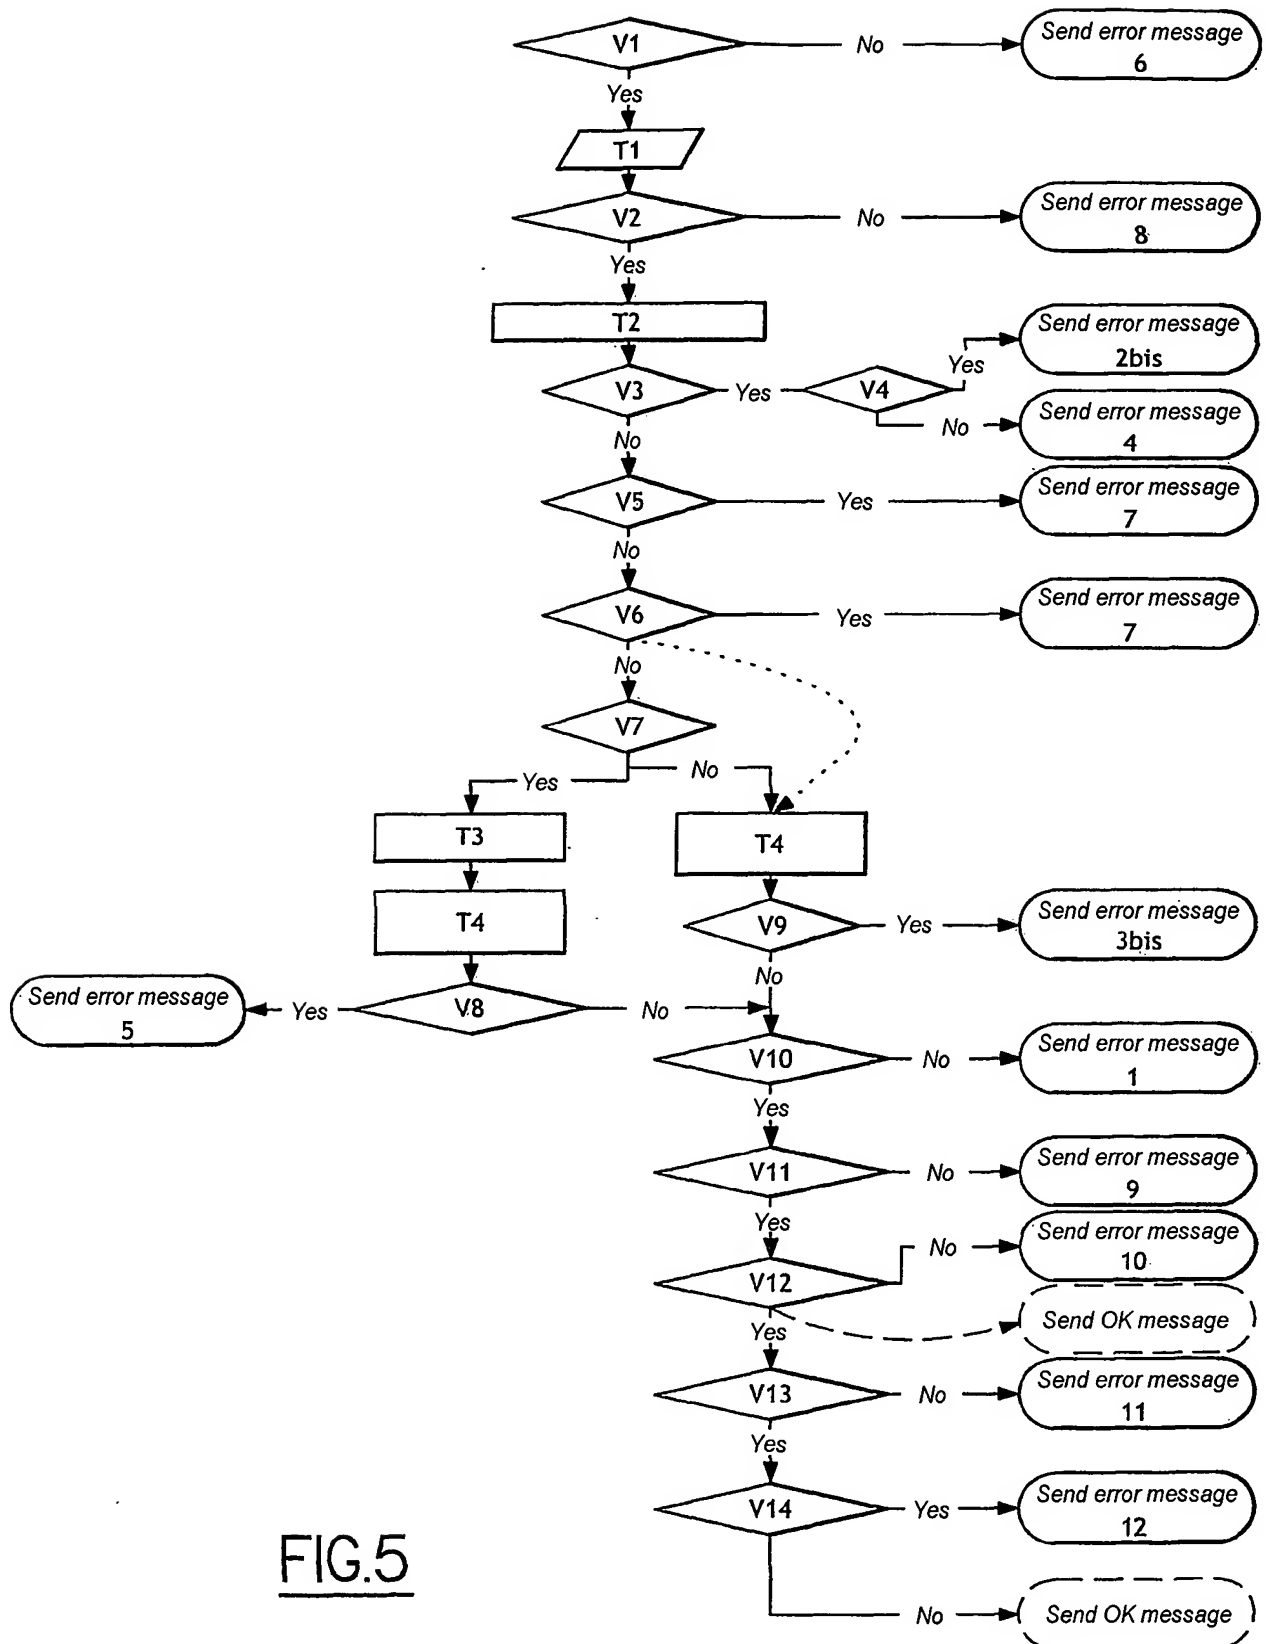 V1
No
Send error message
6
Yes
T1
V2
No
Send error message
8
Yes
T2
Send error message
2bis
Yes
V3
Yes
V4
No
Send error message
4
No
V5
Yes
Send error message
7
No
V6
Yes
Send error message
7
No
V7
Yes
No
T3
T4
T4
V9
Yes
Send error message
3bis
No
Send error message
5
Yes
V8
No
V10
No
Send error message
1
Yes
V11
No
Send error message
9
Yes
V12
No
Send error message
10
Send OK message
Yes
V13
No
Send error message
11
Yes
V14
Yes
Send error message
12
No
Send OK message
FIG.5